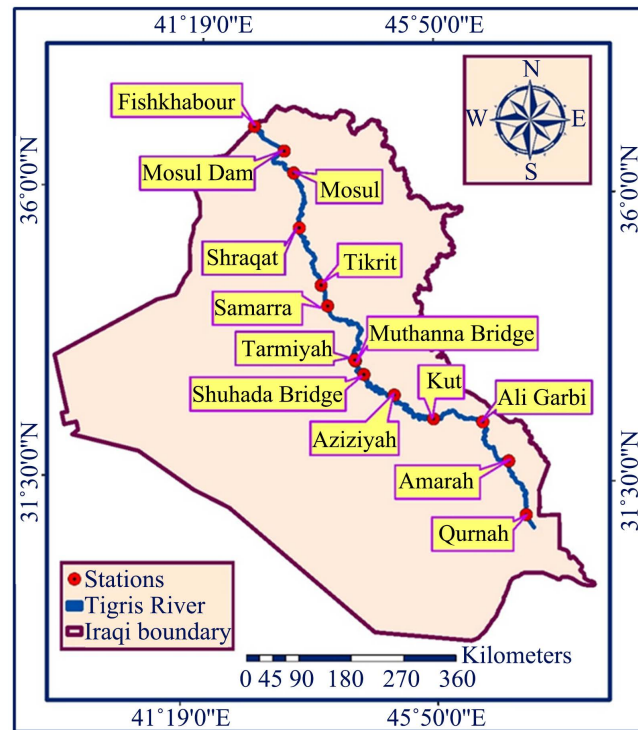 41°19'0"E 45°50'0"E
N
W E
S
Fishkhabour
Mosul Dam
Mosul
36°0'0"N
36°0'0"N
Shraqat
Tikrit
Samarra
Muthanna Bridge
Tarmiyah
Shuhada Bridge
Kut
Ali Garbi
Aziziyah
Amarah
31°30'0"N
31°30'0"N
Qurnah
Stations
Tigris River
Iraqi boundary
Kilometers
0 45 90 180 270 360
41°19'0"E 45°50'0"E